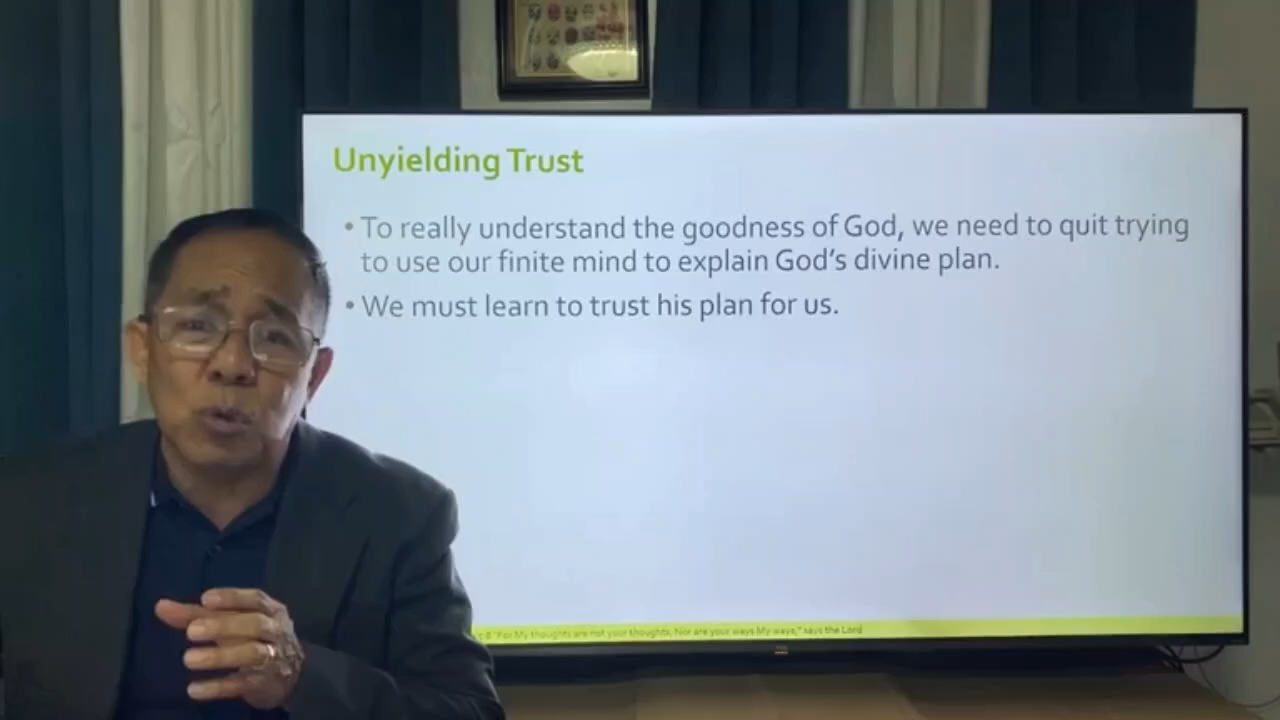 Unyielding Trust
• To really understand the goodness of God, we need to quit trying
to use our finite mind to explain God's divine plan.
• We must learn to trust his plan for us.
"For My thoughts are not your thoughts, Nor are your ways My ways," says the Lord